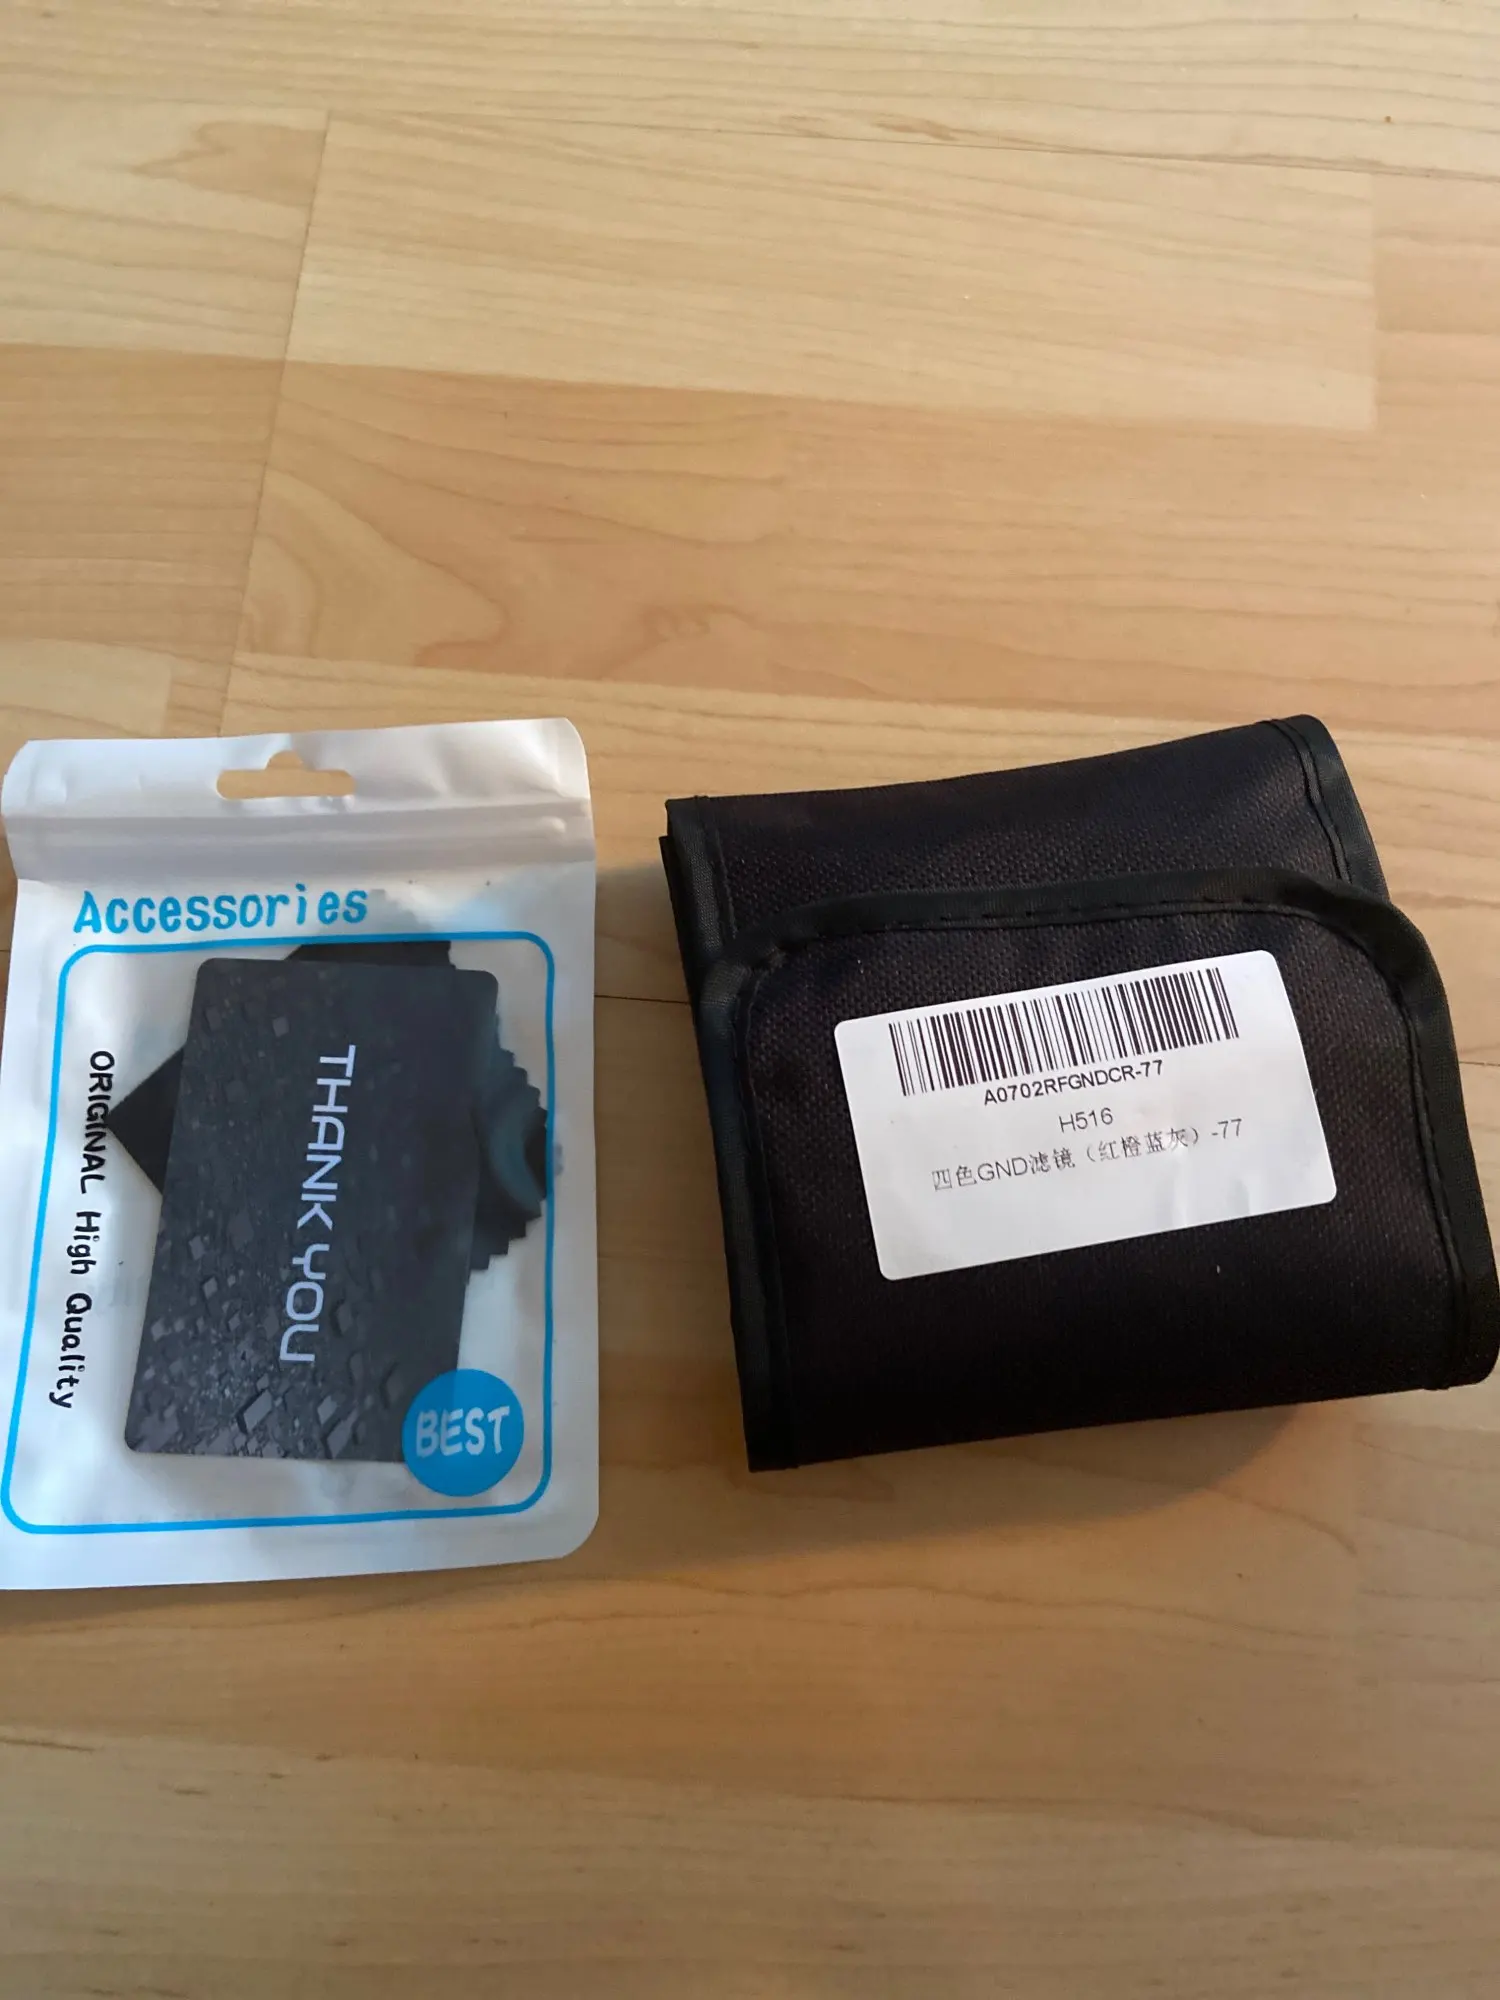 Accessories
ORIGINAL High Quality
THANK YOU
BEST
A0702RFGNDCR-77
H516
四色GND滤镜（红橙蓝灰）-77